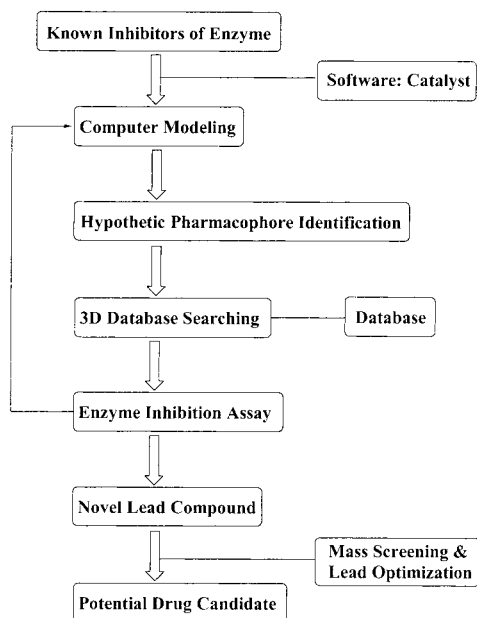 Known Inhibitors of Enzyme
Software: Catalyst
Computer Modeling
Hypothetic Pharmacophore Identification
3D Database Searching
Database
Enzyme Inhibition Assay
Novel Lead Compound
Mass Screening &
Lead Optimization
Potential Drug Candidate